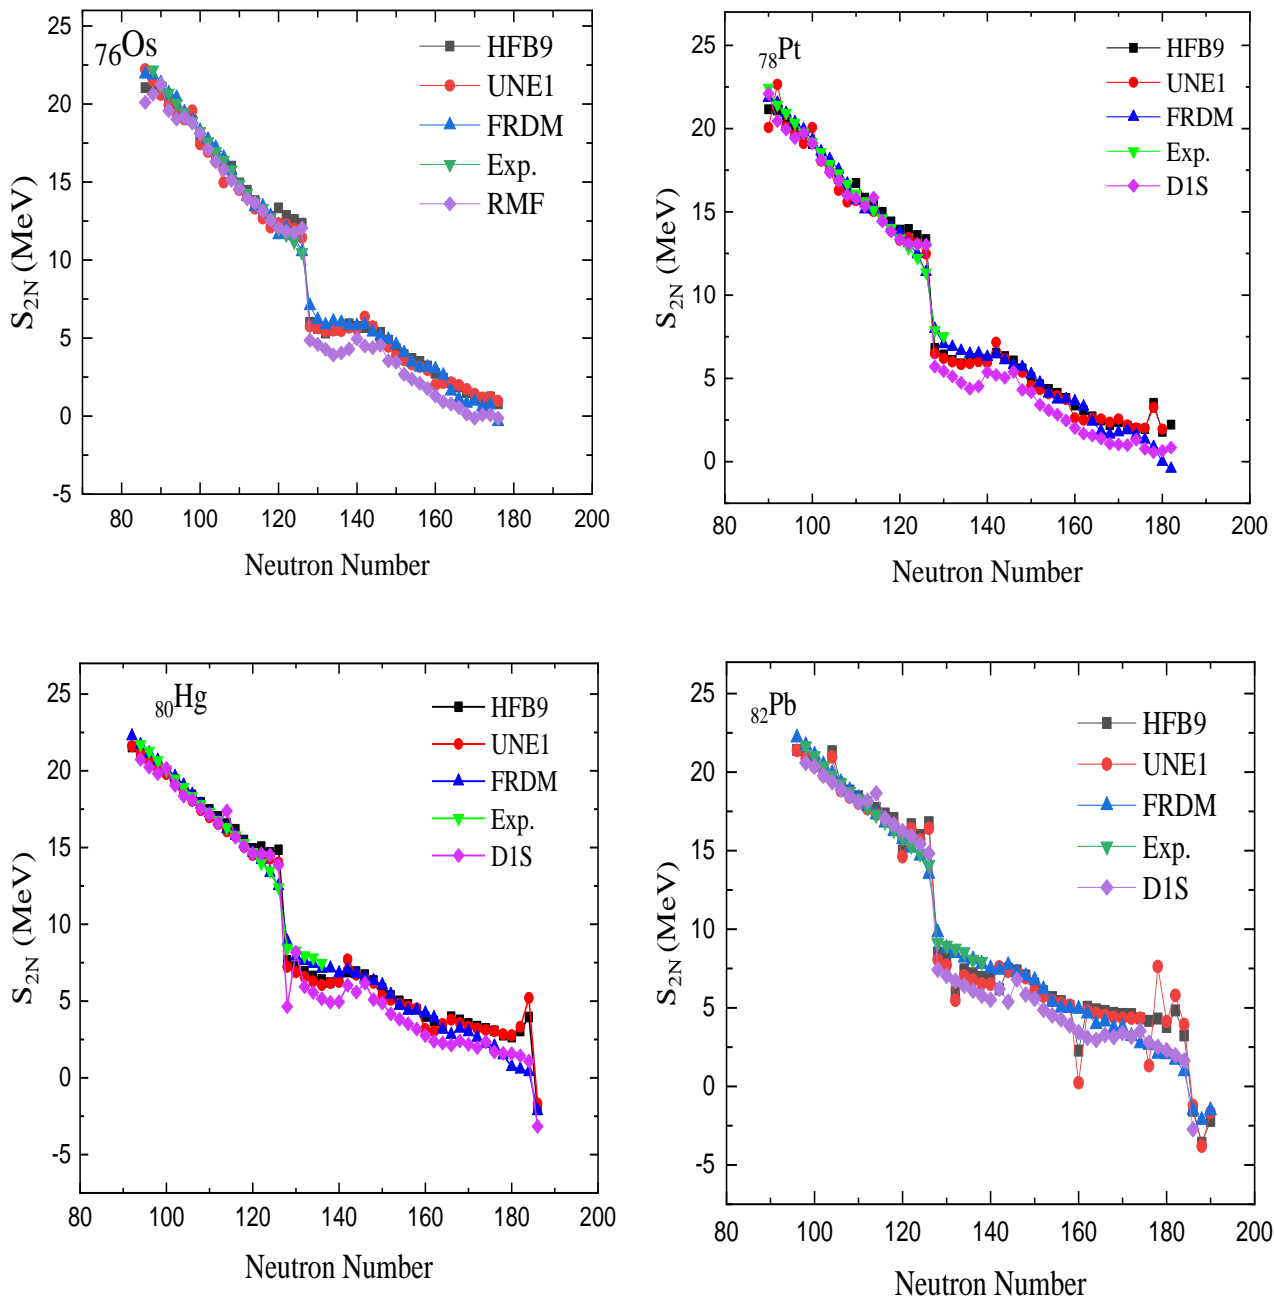 ₇₆Os
HFB9
UNE1
FRDM
Exp.
RMF
S₂N (MeV)
25
20
15
10
5
0
-5
80 100 120 140 160 180 200
Neutron Number
₇₈Pt
HFB9
UNE1
FRDM
Exp.
D1S
S₂N (MeV)
25
20
15
10
5
0
80 100 120 140 160 180 200
Neutron Number
₈₀Hg
HFB9
UNE1
FRDM
Exp.
D1S
S₂N (MeV)
25
20
15
10
5
0
-5
80 100 120 140 160 180 200
Neutron Number
₈₂Pb
HFB9
UNE1
FRDM
Exp.
D1S
S₂N (MeV)
25
20
15
10
5
0
-5
80 100 120 140 160 180 200
Neutron Number